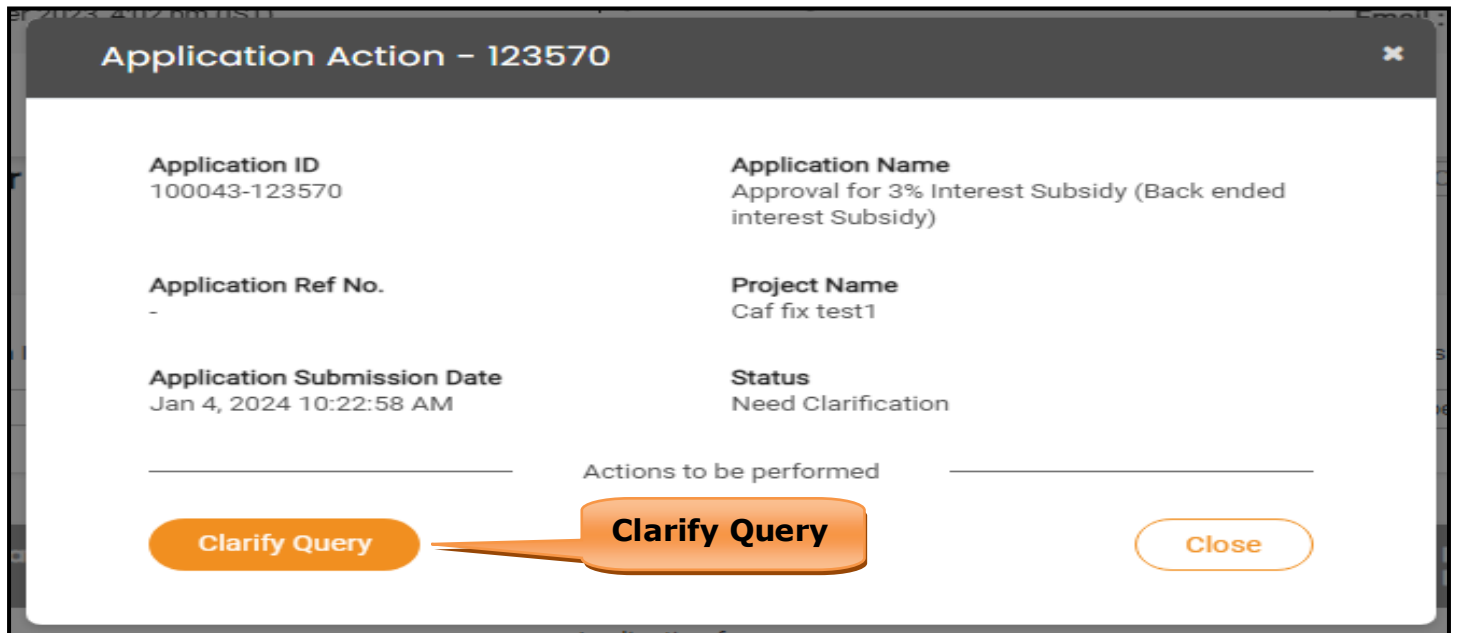 Application Action - 123570
Application ID
100043-123570
Application Name
Approval for 3% Interest Subsidy (Back ended
interest Subsidy)
Application Ref No.
-
Project Name
Caf fix test1
Application Submission Date
Jan 4, 2024 10:22:58 AM
Status
Need Clarification
Actions to be performed
Clarify Query
Clarify Query
Close